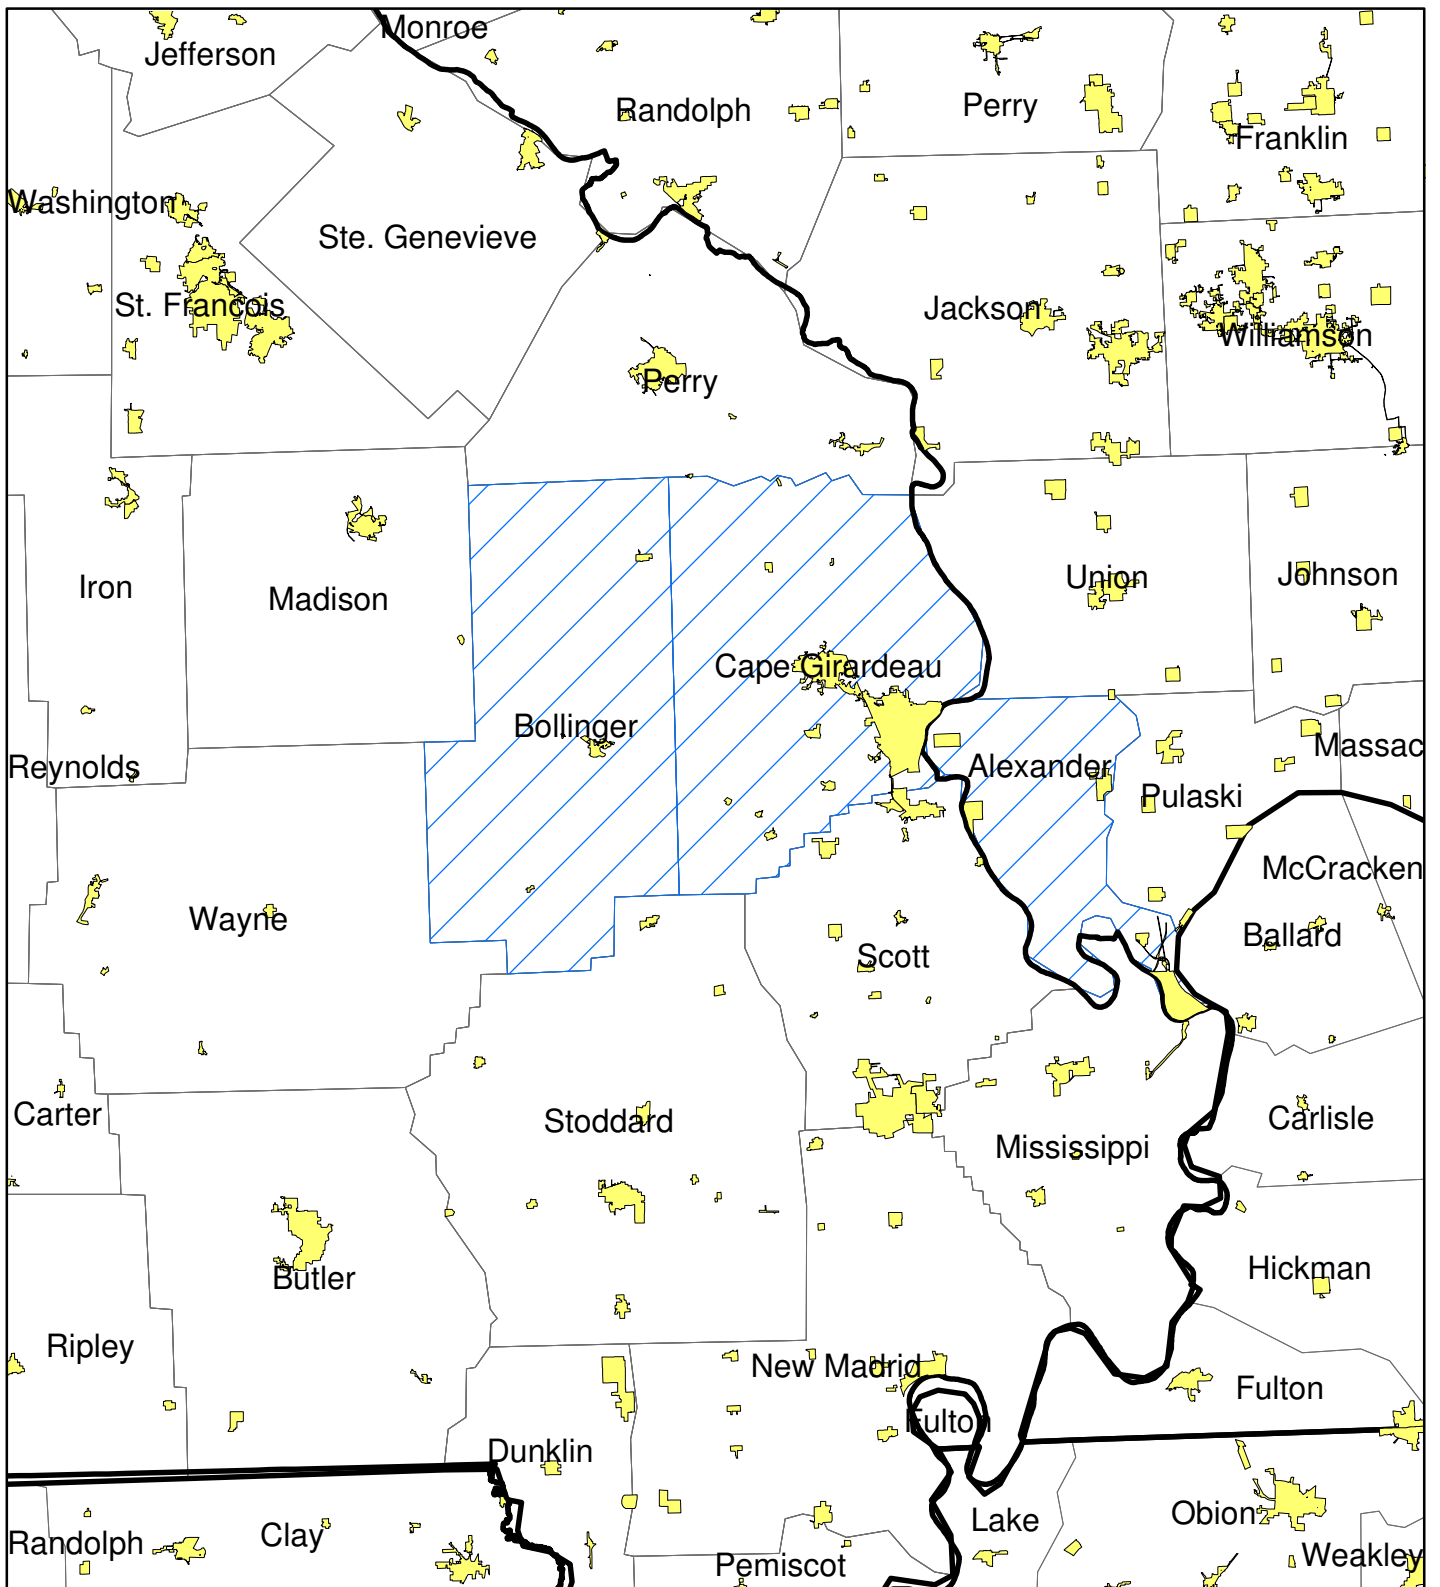 Monroe
Jefferson
Randolph
Perry
Franklin
Washington
Ste. Genevieve
St. Francois
Jackson
Williamson
Perry
Iron
Madison
Union
Johnson
Cape Girardeau
Bollinger
Reynolds
Alexander
Massac
Pulaski
McCracken
Wayne
Scott
Ballard
Carter
Stoddard
Mississippi
Carlisle
Butler
Hickman
Ripley
New Madrid
Fulton
Fulton
Dunklin
Randolph
Clay
Lake
Obion
Pemiscot
Weakley